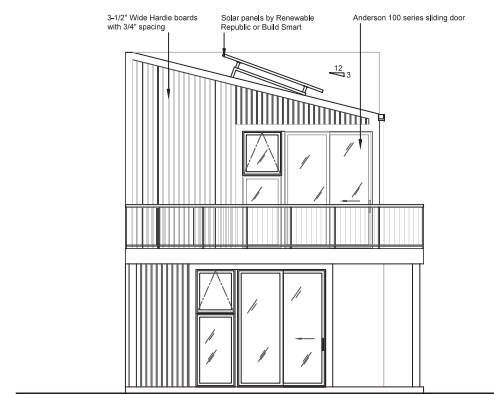 3-1/2" Wide Hardie boards
with 3/4" spacing
Solar panels by Renewable
Republic or Build Smart
Anderson 100 series sliding door
12
3